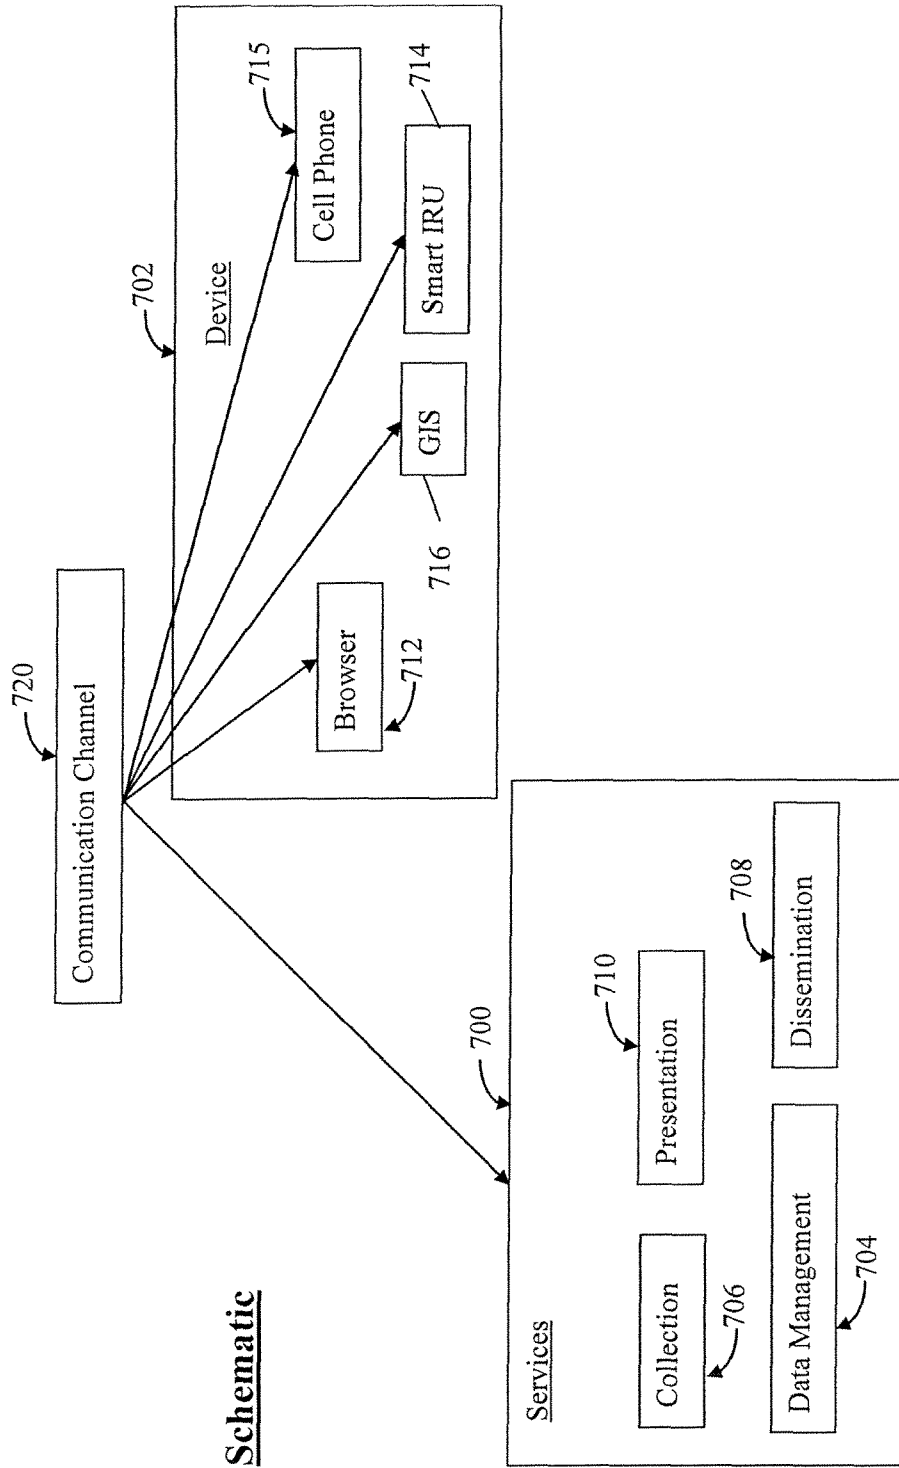 Schematic
720
Communication Channel
702
Device
715
Cell Phone
714
Smart IRU
GIS
716
Browser
712
700
Services
710
Presentation
Collection
706
708
Dissemination
Data Management
704